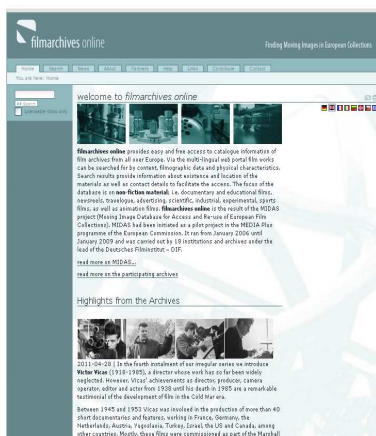 filmarchives online
Finding Moving Images in European Collections
Home Search News About Partners Help Links Contribute Contact
You are here: Home
welcome to filmarchives online
filmarchives online provides easy and free access to catalogue information of
film archives from all over Europe. Via the multi-lingual web portal film works
can be searched for by content, filmographic data and physical characteristics.
Search results provide information about existence and location of the
materials as well as contact details to facilitate the access. The focus of the
database is on non-fiction material, i.e. documentary and educational films,
newsreels, travelogue, advertising, scientific, industrial, experimental, sports
films, as well as animation films. filmarchives online is the result of the MIDAS
project (Moving Image Database for Access and Re-use of European Film
Collections). MIDAS had been initiated as a pilot project in the MEDIA Plus
programme of the European Commission. It ran from January 2006 until
January 2009 and was carried out by 18 institutions and archives under the
lead of the Deutsches Filminstitut – DIF.
read more on MIDAS...
read more on the participating archives
Highlights from the Archives
2011-04-28 | In the fourth instalment of our irregular series we introduce
Victor Vicas (1918-1985), a director whose work has so far been widely
neglected. However, Vicas' achievements as director, producer, camera
operator, editor and actor from 1938 until his death in 1985 are a remarkable
testimonial of the development of film in the Cold War era.
Between 1945 and 1953 Vicas was involved in the production of more than 40
short documentaries and features, working in France, Germany, the
Netherlands, Austria, Yugoslavia, Turkey, Israel, the US and Canada, among
other countries. Mostly, these films were commissioned as part of the Marshall